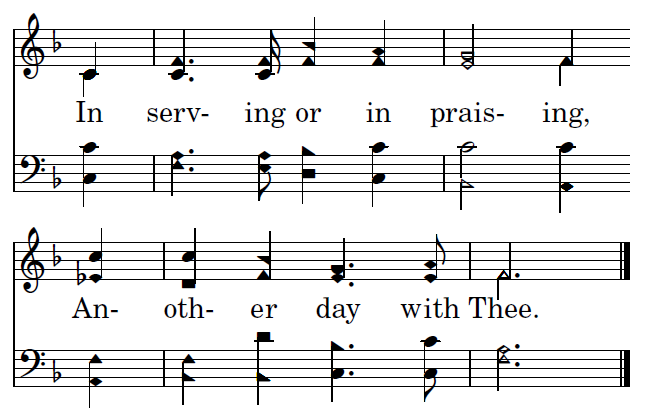 In serv- ing or in prais- ing,
An- oth- er day with Thee.